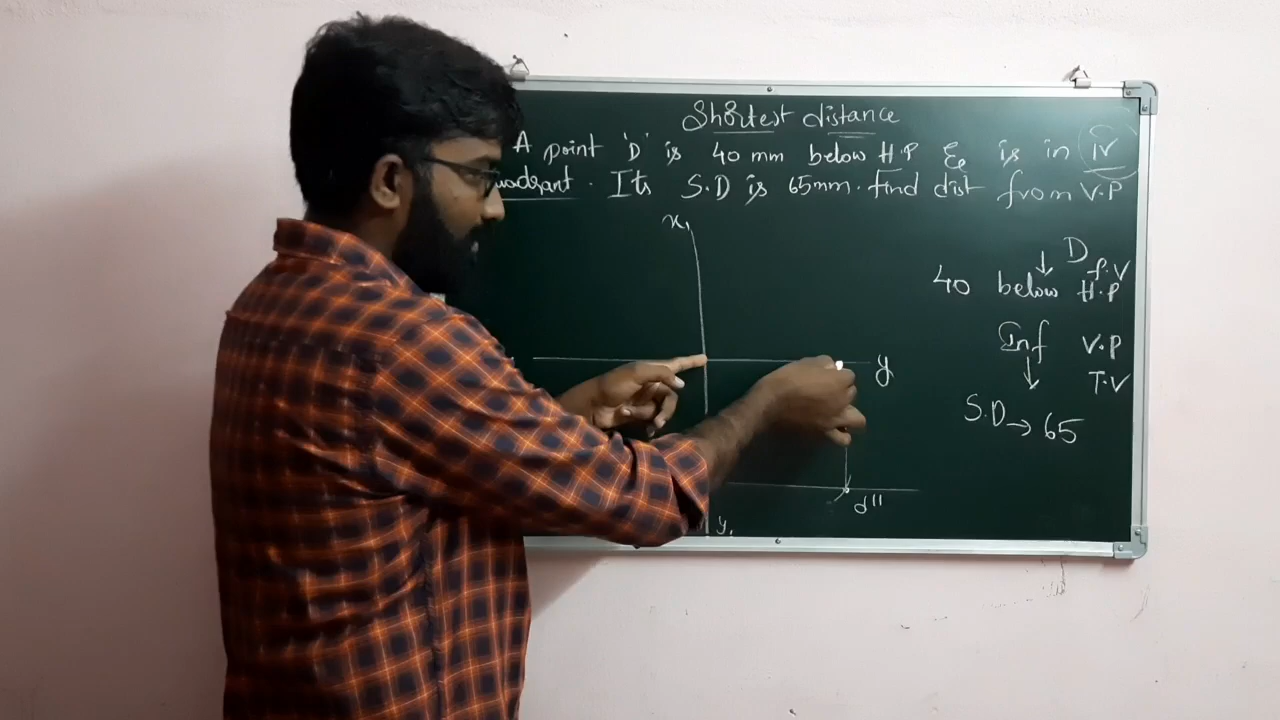 Shortest distance
A point 'D' is 40 mm below H.P & is in IV
uadrant. Its S.D is 65mm. find dist from V.P
x1
D
F.V
40 below H.P
Inf V.P
T.V
y
S.D → 65
d"
y1